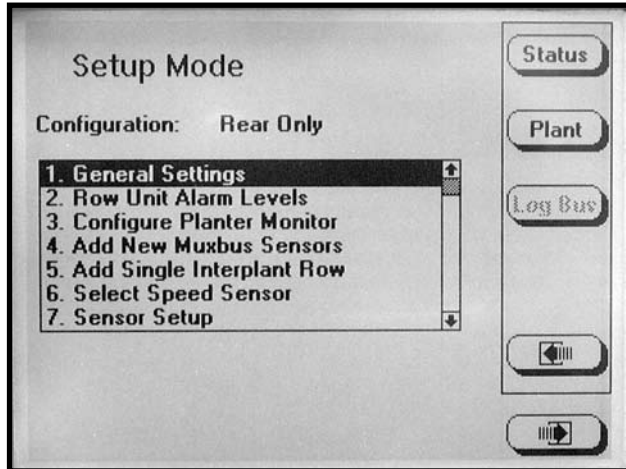 Setup Mode
Configuration: Rear Only
1. General Settings
2. Row Unit Alarm Levels
3. Configure Planter Monitor
4. Add New Muxbus Sensors
5. Add Single Interplant Row
6. Select Speed Sensor
7. Sensor Setup
Status
Plant
Log Bus